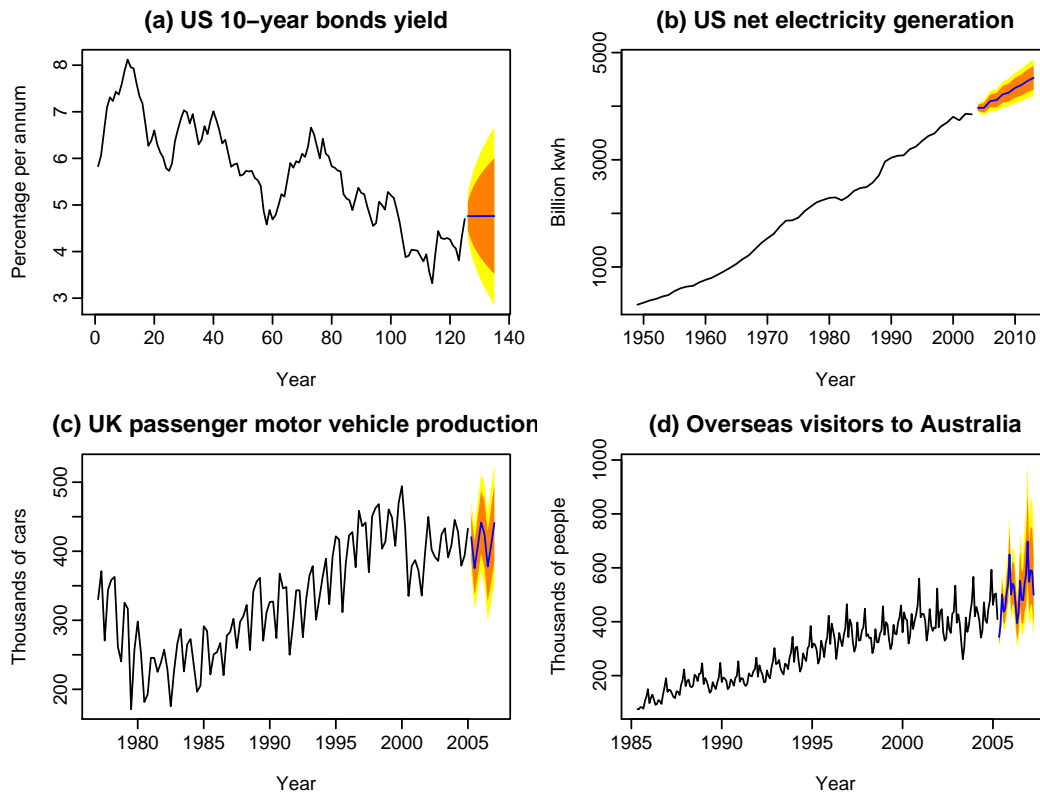 (a) US 10−year bonds yield
Percentage per annum
3 4 5 6 7 8
0 20 40 60 80 100 120 140
Year
(b) US net electricity generation
Billion kwh
1000 3000 5000
1950 1960 1970 1980 1990 2000 2010
Year
(c) UK passenger motor vehicle production
Thousands of cars
200 300 400 500
1980 1985 1990 1995 2000 2005
Year
(d) Overseas visitors to Australia
Thousands of people
200 400 600 800 1000
1985 1990 1995 2000 2005
Year